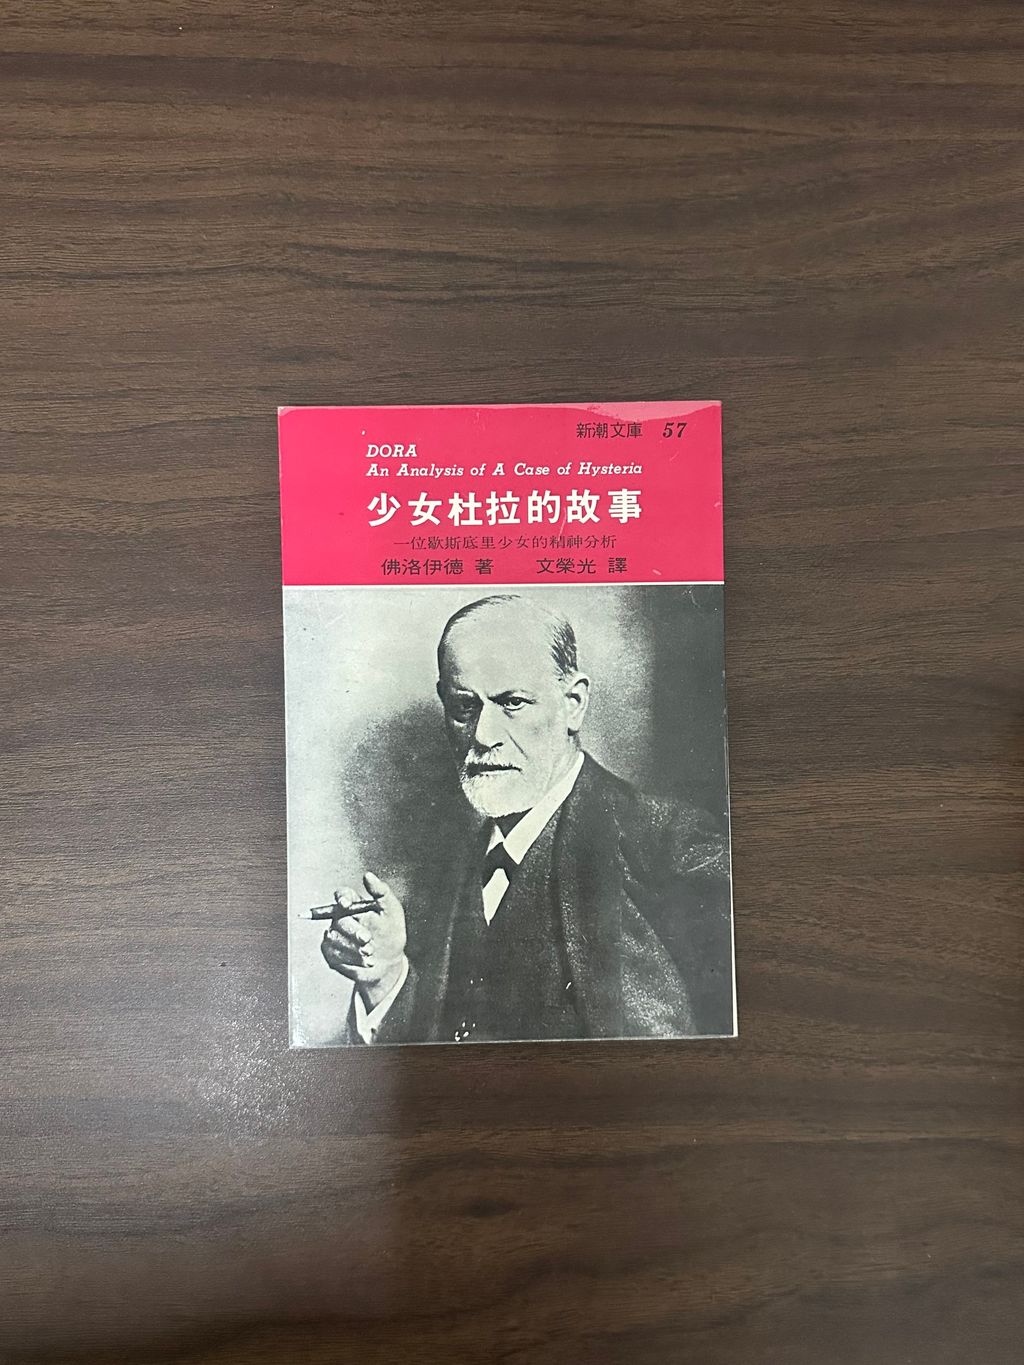 新潮文庫 57
DORA
An Analysis of A Case of Hysteria
少女杜拉的故事
一位歇斯底里少女的精神分析
佛洛伊德 著 文榮光 譯